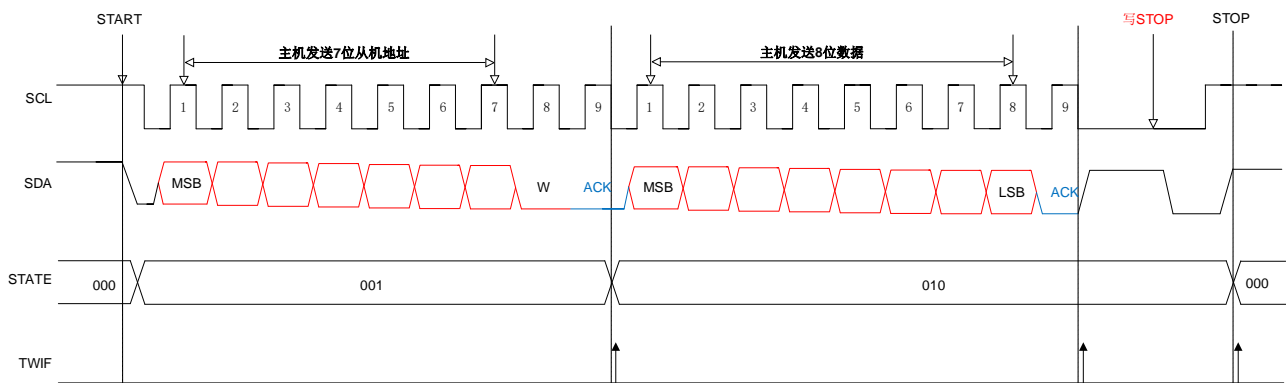 START 写STOP STOP
主机发送7位从机地址 主机发送8位数据
SCL 1 2 3 4 5 6 7 8 9 1 2 3 4 5 6 7 8 9
SDA MSB W ACK MSB LSB ACK
STATE 000 001 010 000
TWIF